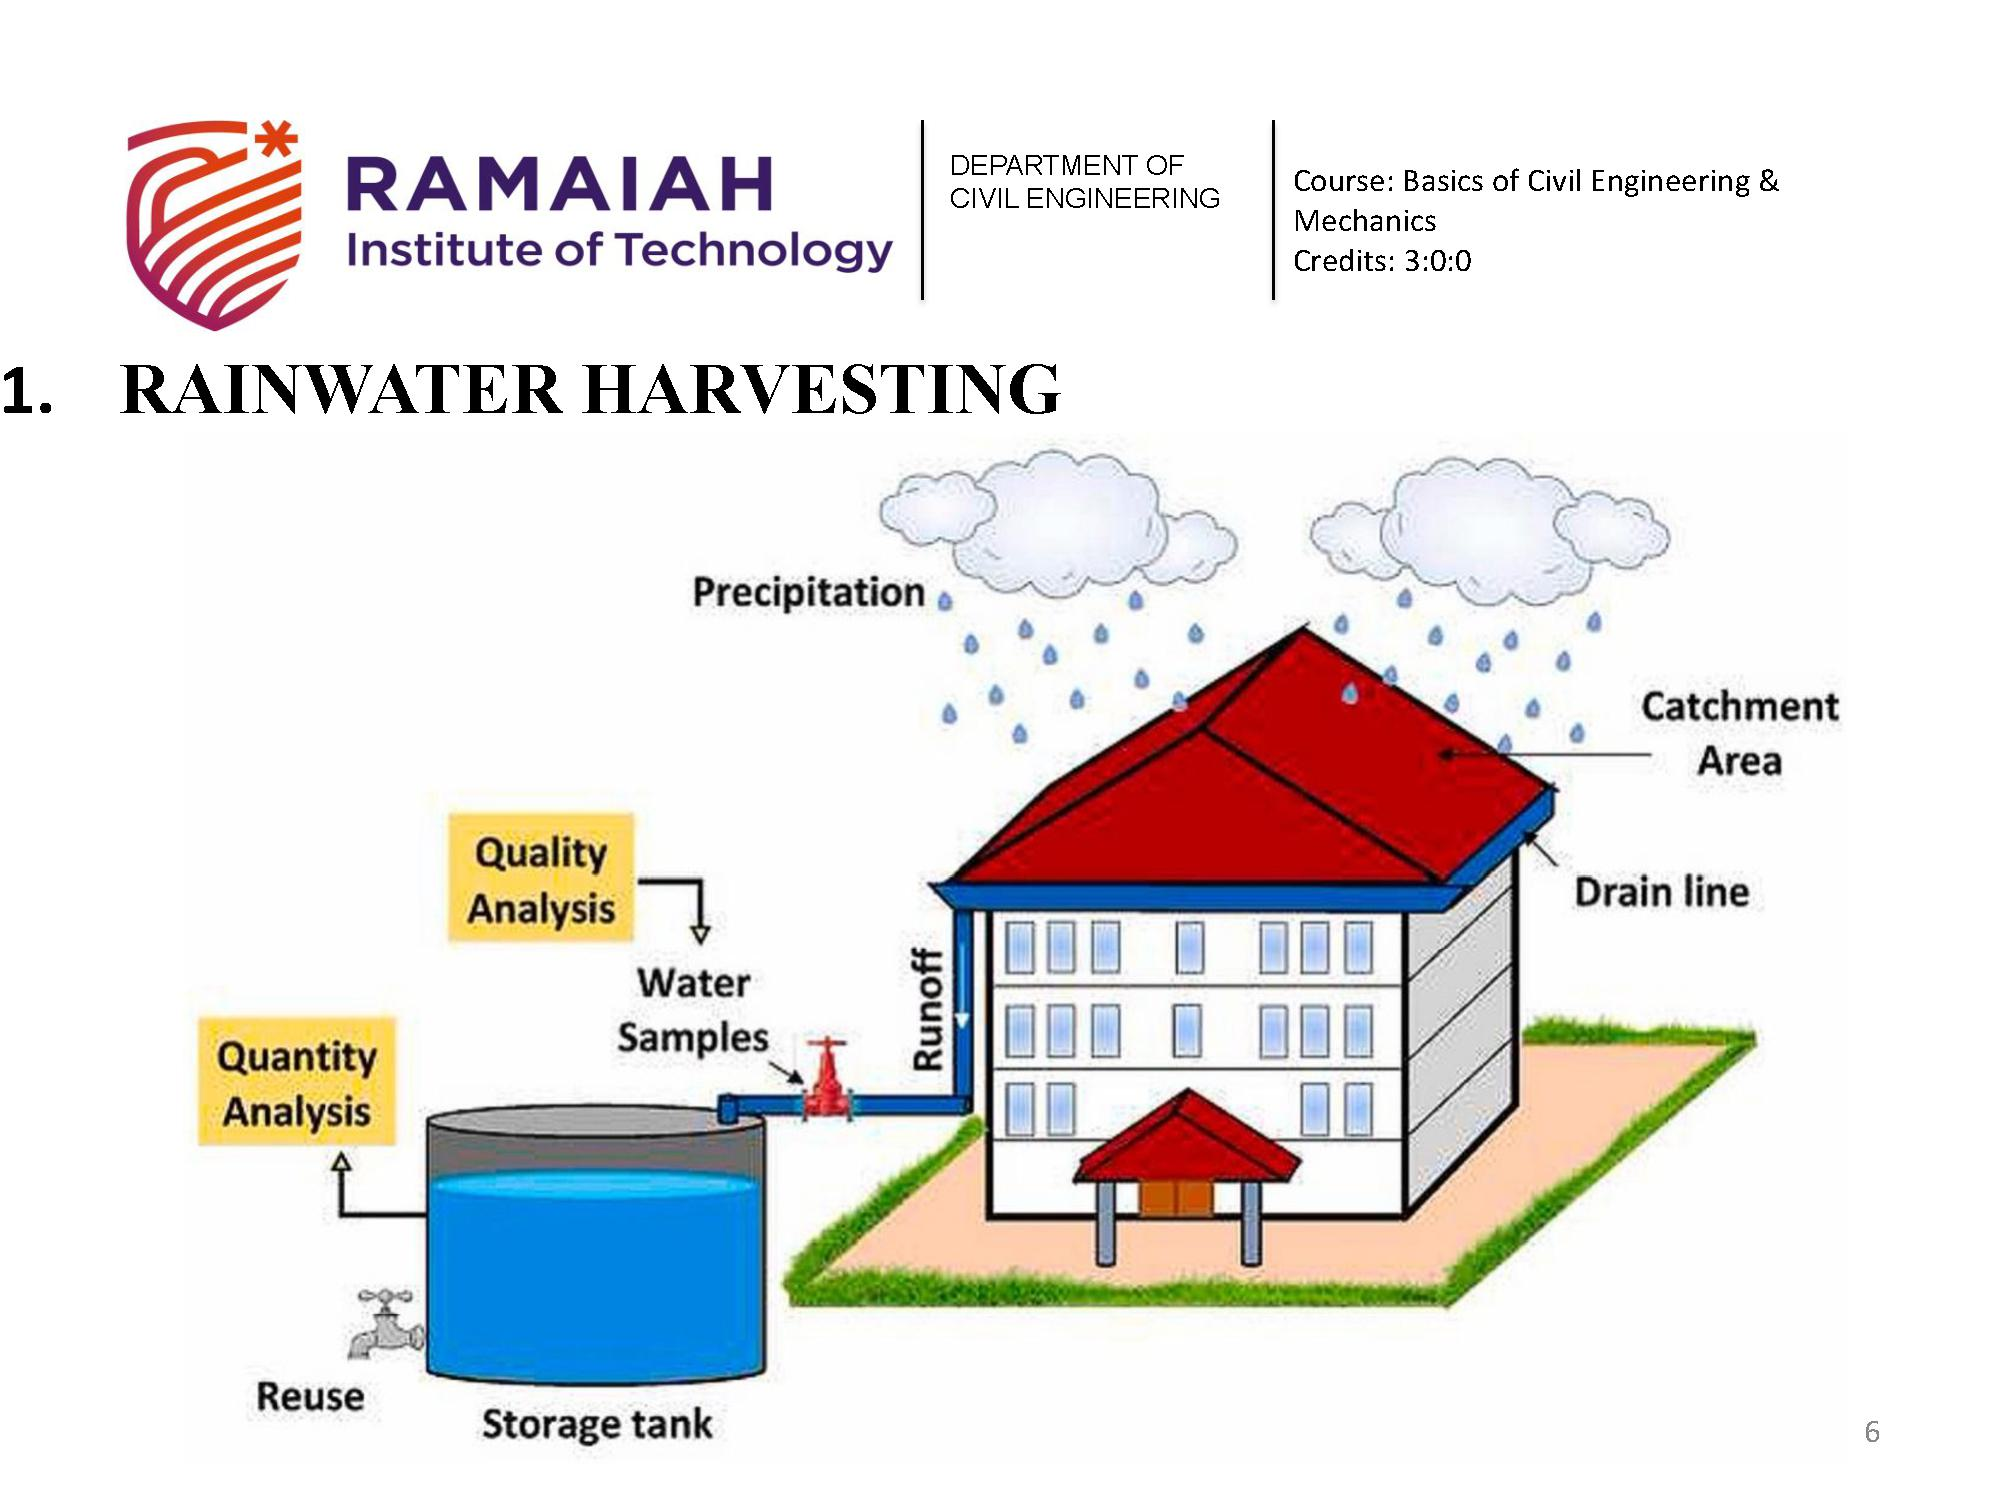 RAMAIAH
Institute of Technology
DEPARTMENT OF
CIVIL ENGINEERING
Course: Basics of Civil Engineering &
Mechanics
Credits: 3:0:0
1. RAINWATER HARVESTING
Precipitation
Catchment
Area
Drain line
Quality
Analysis
Water
Samples
Runoff
Quantity
Analysis
Reuse
Storage tank
6